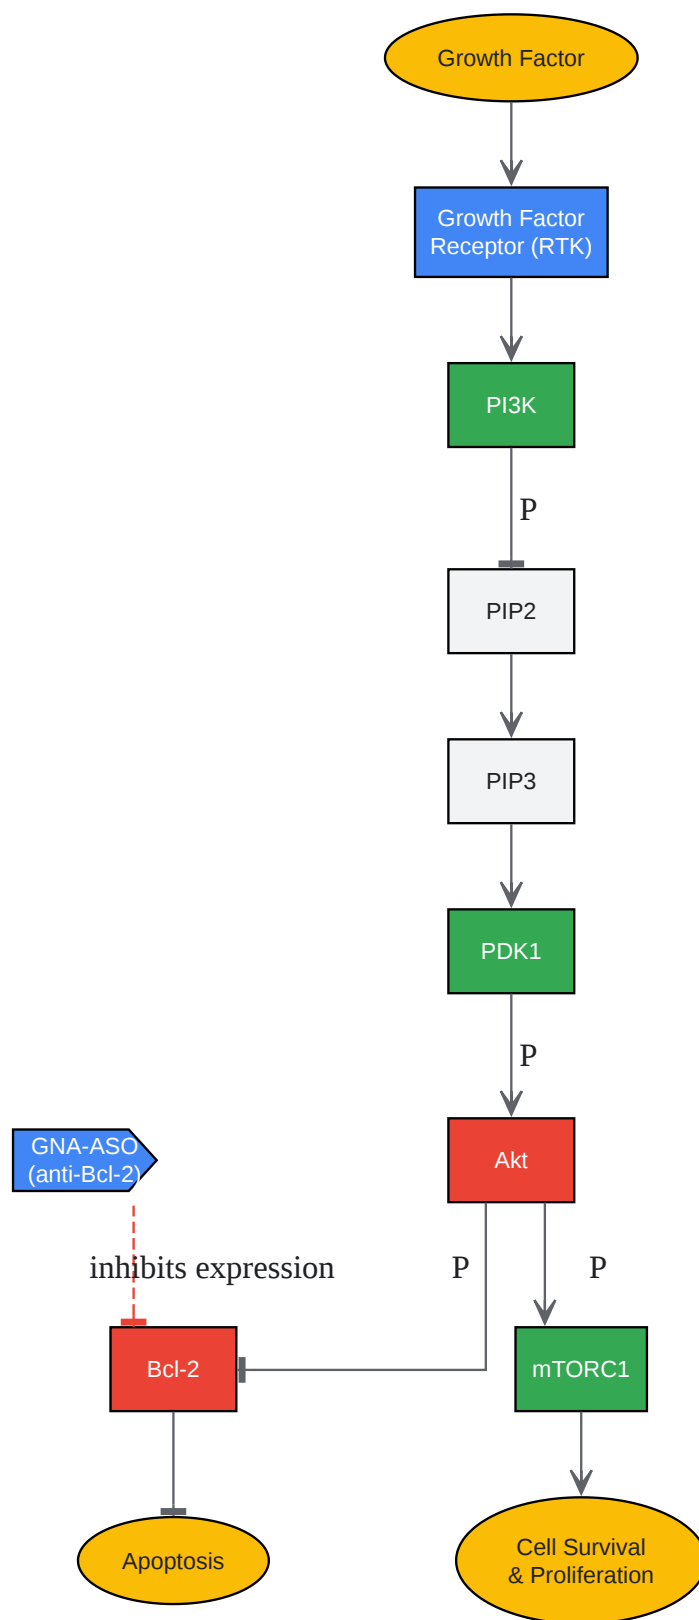 Growth Factor
Growth Factor
Receptor (RTK)
PI3K
P
PIP2
PIP3
PDK1
P
GNA-ASO
(anti-Bcl-2)
Akt
inhibits expression
P
P
Bcl-2
mTORC1
Apoptosis
Cell Survival
& Proliferation